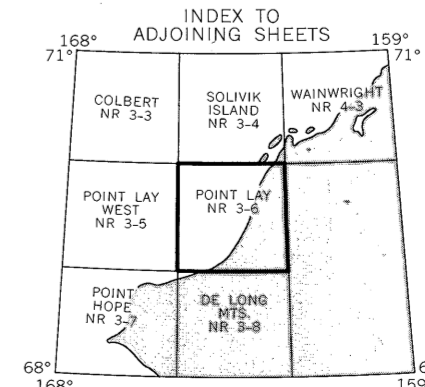 INDEX TO
ADJOINING SHEETS
168°
159°
71°
71°
COLBERT
NR 3-3
SOLIVIK
ISLAND
NR 3-4
WAINWRIGHT
NR 4-3
POINT LAY
WEST
NR 3-5
POINT LAY
NR 3-6
POINT
HOPE
NR 3-7
DE LONG
MTS.
NR 3-8
68°
168°